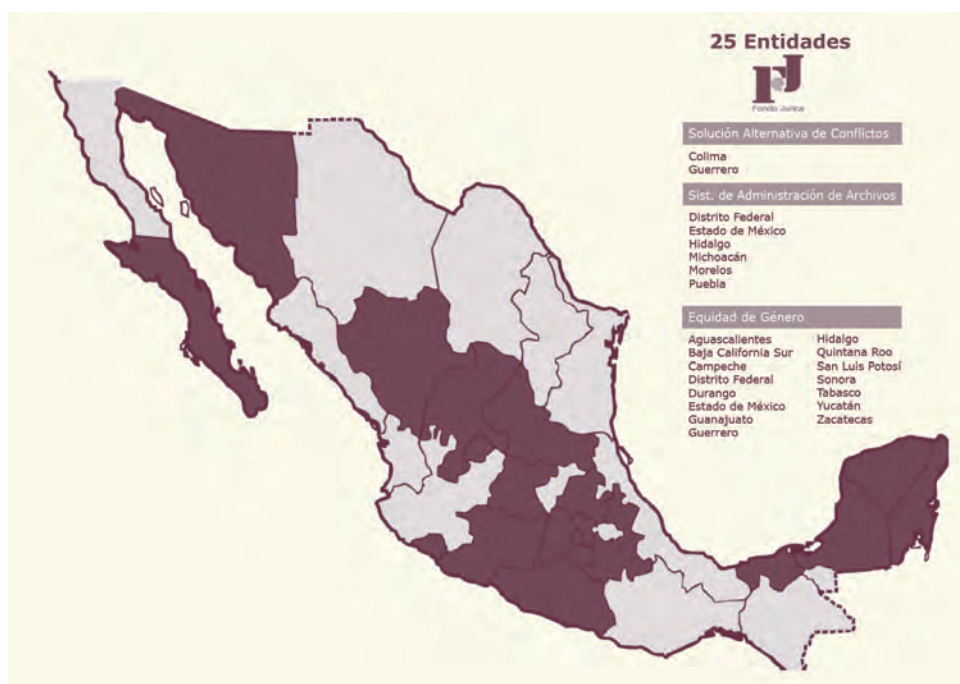 25 Entidades
FJ
Fondo Jurica
Solución Alternativa de Conflictos
Colima
Guerrero
Sist. de Administración de Archivos
Distrito Federal
Estado de México
Hidalgo
Michoacán
Morelos
Puebla
Equidad de Género
Aguascalientes
Baja California Sur
Campeche
Distrito Federal
Durango
Estado de México
Guanajuato
Guerrero
Hidalgo
Quintana Roo
San Luis Potosí
Sonora
Tabasco
Yucatán
Zacatecas